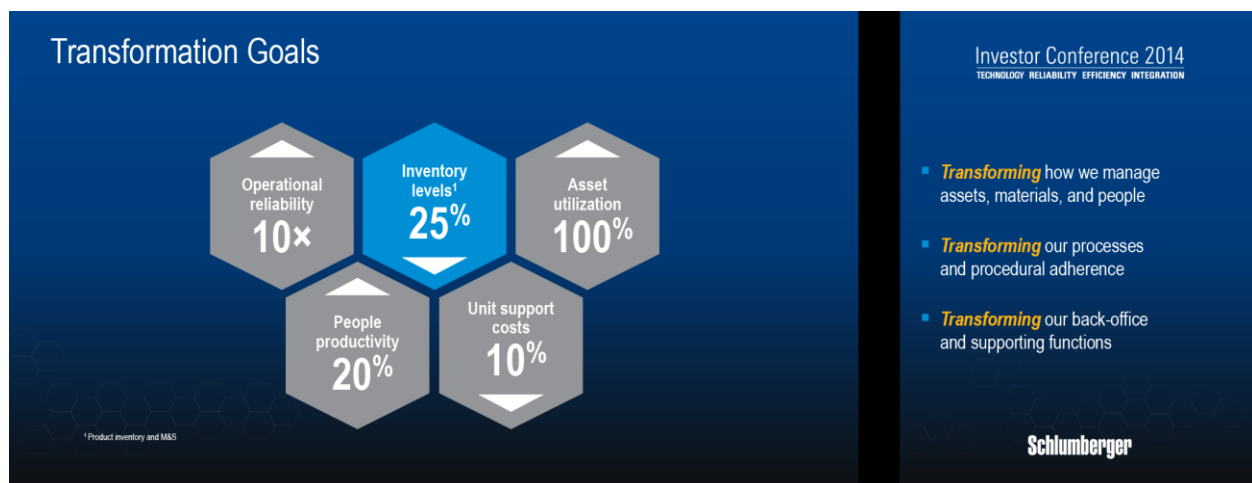 Transformation Goals
Operational
reliability
10×
Inventory
levels¹
25%
Asset
utilization
100%
People
productivity
20%
Unit support
costs
10%
¹ Product inventory and M&S
Investor Conference 2014
TECHNOLOGY RELIABILITY EFFICIENCY INTEGRATION
Transforming how we manage
assets, materials, and people
Transforming our processes
and procedural adherence
Transforming our back-office
and supporting functions
Schlumberger